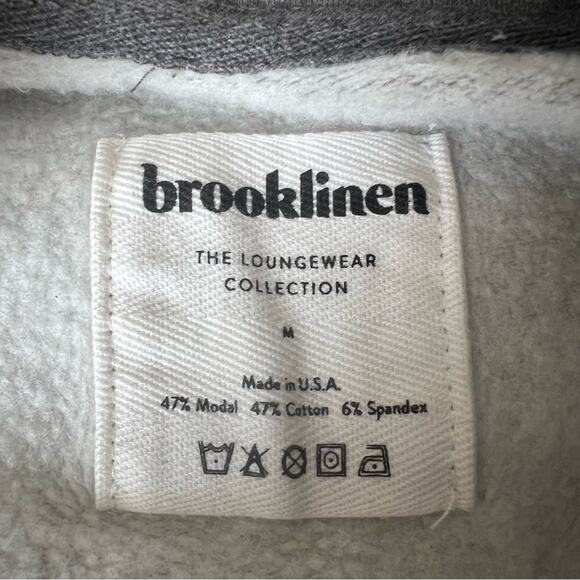 brooklinen
THE LOUNGEWEAR
COLLECTION
M
Made in U.S.A.
47% Modal 47% Cotton 6% Spandex